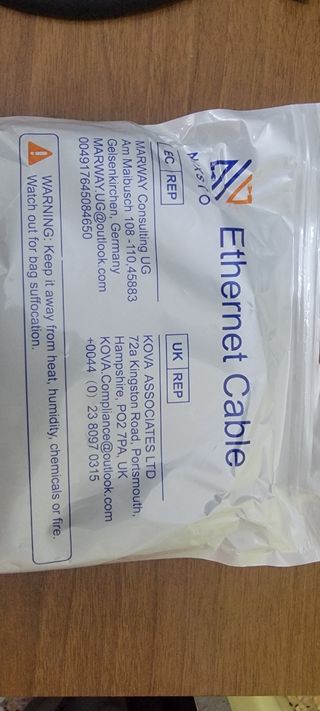 Ethernet Cable
EC REP
MARWAY Consulting UG
Am Maibusch 108 -110,45883
Gelsenkirchen, Germany
MARWAY.UG@outlook.com
004917645084650
UK REP
KOVA ASSOCIATES LTD
72a Kingston Road, Portsmouth,
Hampshire, PO2 7PA, UK
KOVA.Compliance@outlook.com
+0044（0）23 8097 0315
WARNING: Keep it away from heat, humidity, chemicals or fire.
Watch out for bag suffocation.